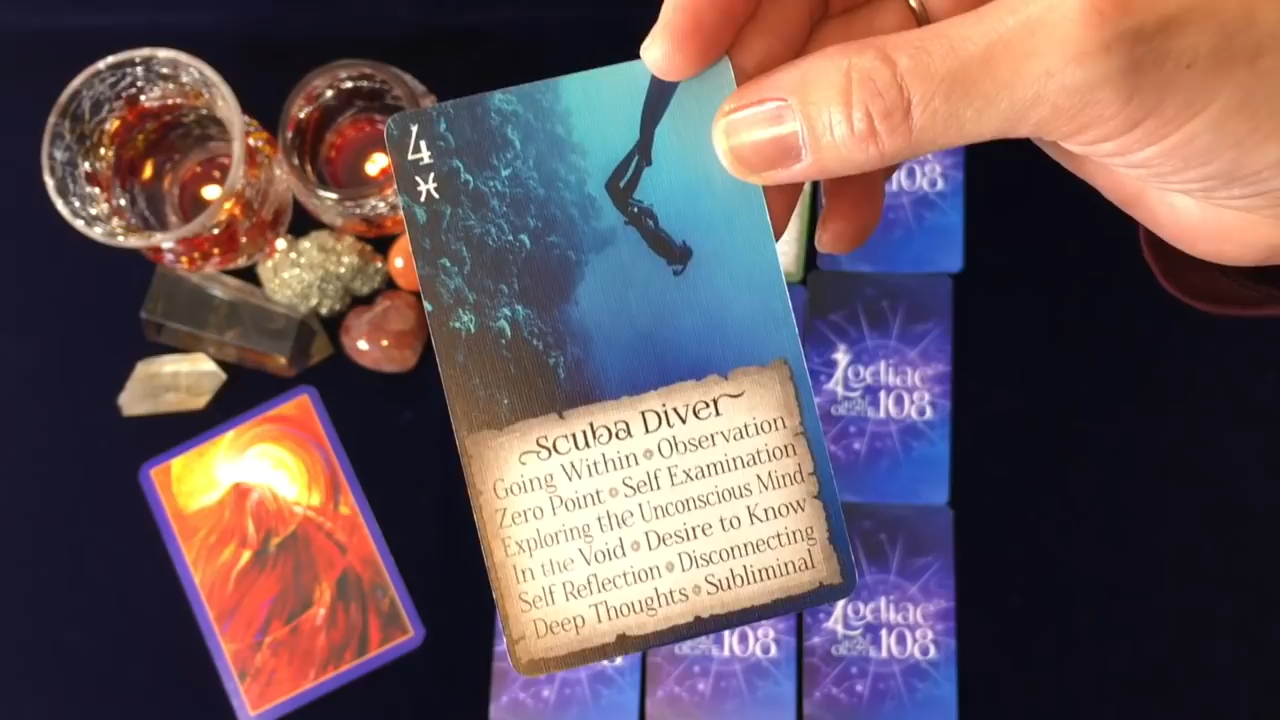 4
♓
Scuba Diver
Going Within • Observation
Zero Point • Self Examination
Exploring the Unconscious Mind
In the Void • Desire to Know
Self Reflection • Disconnecting
Deep Thoughts • Subliminal
108
Zodiac
108
Zodiac
108
108